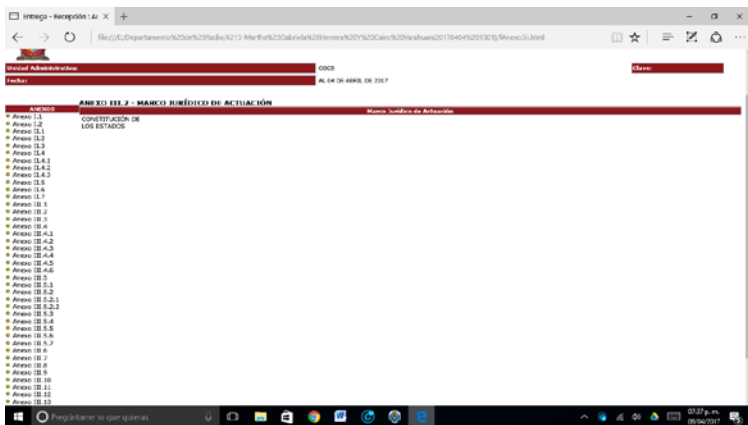 Entrega - Recepción : A
Unidad Administrativa:
COCE
Clave:
Fecha:
AL 04 DE ABRIL DE 2017
ANEXO III.2 - MARCO JURÍDICO DE ACTUACIÓN
ANEXOS
Marco Jurídico de Actuación
CONSTITUCIÓN DE
LOS ESTADOS
Anexo I.1
Anexo I.2
Anexo II.1
Anexo II.2
Anexo II.3
Anexo II.4
Anexo II.4.1
Anexo II.4.2
Anexo II.4.3
Anexo II.5
Anexo II.6
Anexo II.7
Anexo III.1
Anexo III.2
Anexo III.3
Anexo III.4
Anexo III.4.1
Anexo III.4.2
Anexo III.4.3
Anexo III.4.4
Anexo III.4.5
Anexo III.4.6
Anexo III.5
Anexo III.5.1
Anexo III.5.2
Anexo III.5.2.1
Anexo III.5.2.2
Anexo III.5.3
Anexo III.5.4
Anexo III.5.5
Anexo III.5.6
Anexo III.5.7
Anexo III.6
Anexo III.7
Anexo III.8
Anexo III.9
Anexo III.10
Anexo III.11
Anexo III.12
Anexo III.13
Pregúntame lo que quieras
07:37 p. m.
08/04/2017